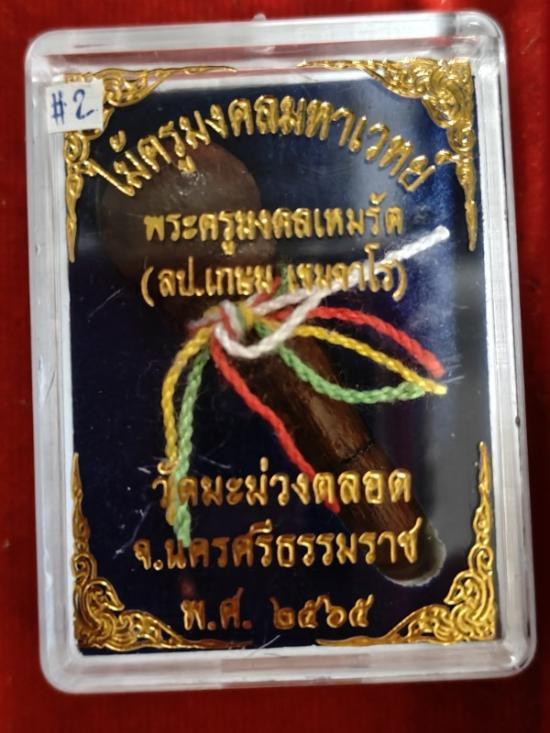 #2
ไม้ครูมงคลมหาเวทย์
พระครูมงคลเหมรัต
(ลป.เกษม เขมจาโร)
วัดมะม่วงตลอด
จ.นครศรีธรรมราช
พ.ศ. ๒๕๖๕